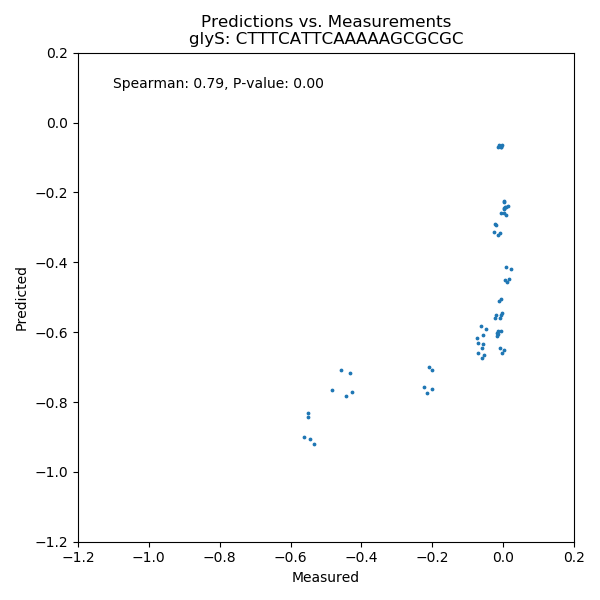 Predictions vs. Measurements
glyS: CTTTCATTCAAAAAGCGCGC
Spearman: 0.79, P-value: 0.00
0.2
0.0
−0.2
−0.4
−0.6
−0.8
−1.0
−1.2
Predicted
−1.2 −1.0 −0.8 −0.6 −0.4 −0.2 0.0 0.2
Measured